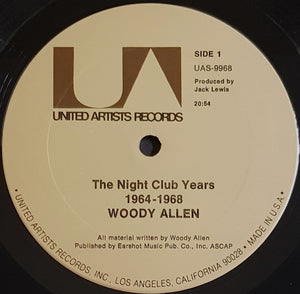 UA
UNITED ARTISTS RECORDS
SIDE 1
UAS-9968
Produced by
Jack Lewis
20:54
The Night Club Years
1964-1968
WOODY ALLEN
All material written by Woody Allen
Published by Earshot Music Pub. Co., Inc. ASCAP
• UNITED ARTISTS RECORDS, INC., LOS ANGELES, CALIFORNIA 90028 • MADE IN U.S.A. •